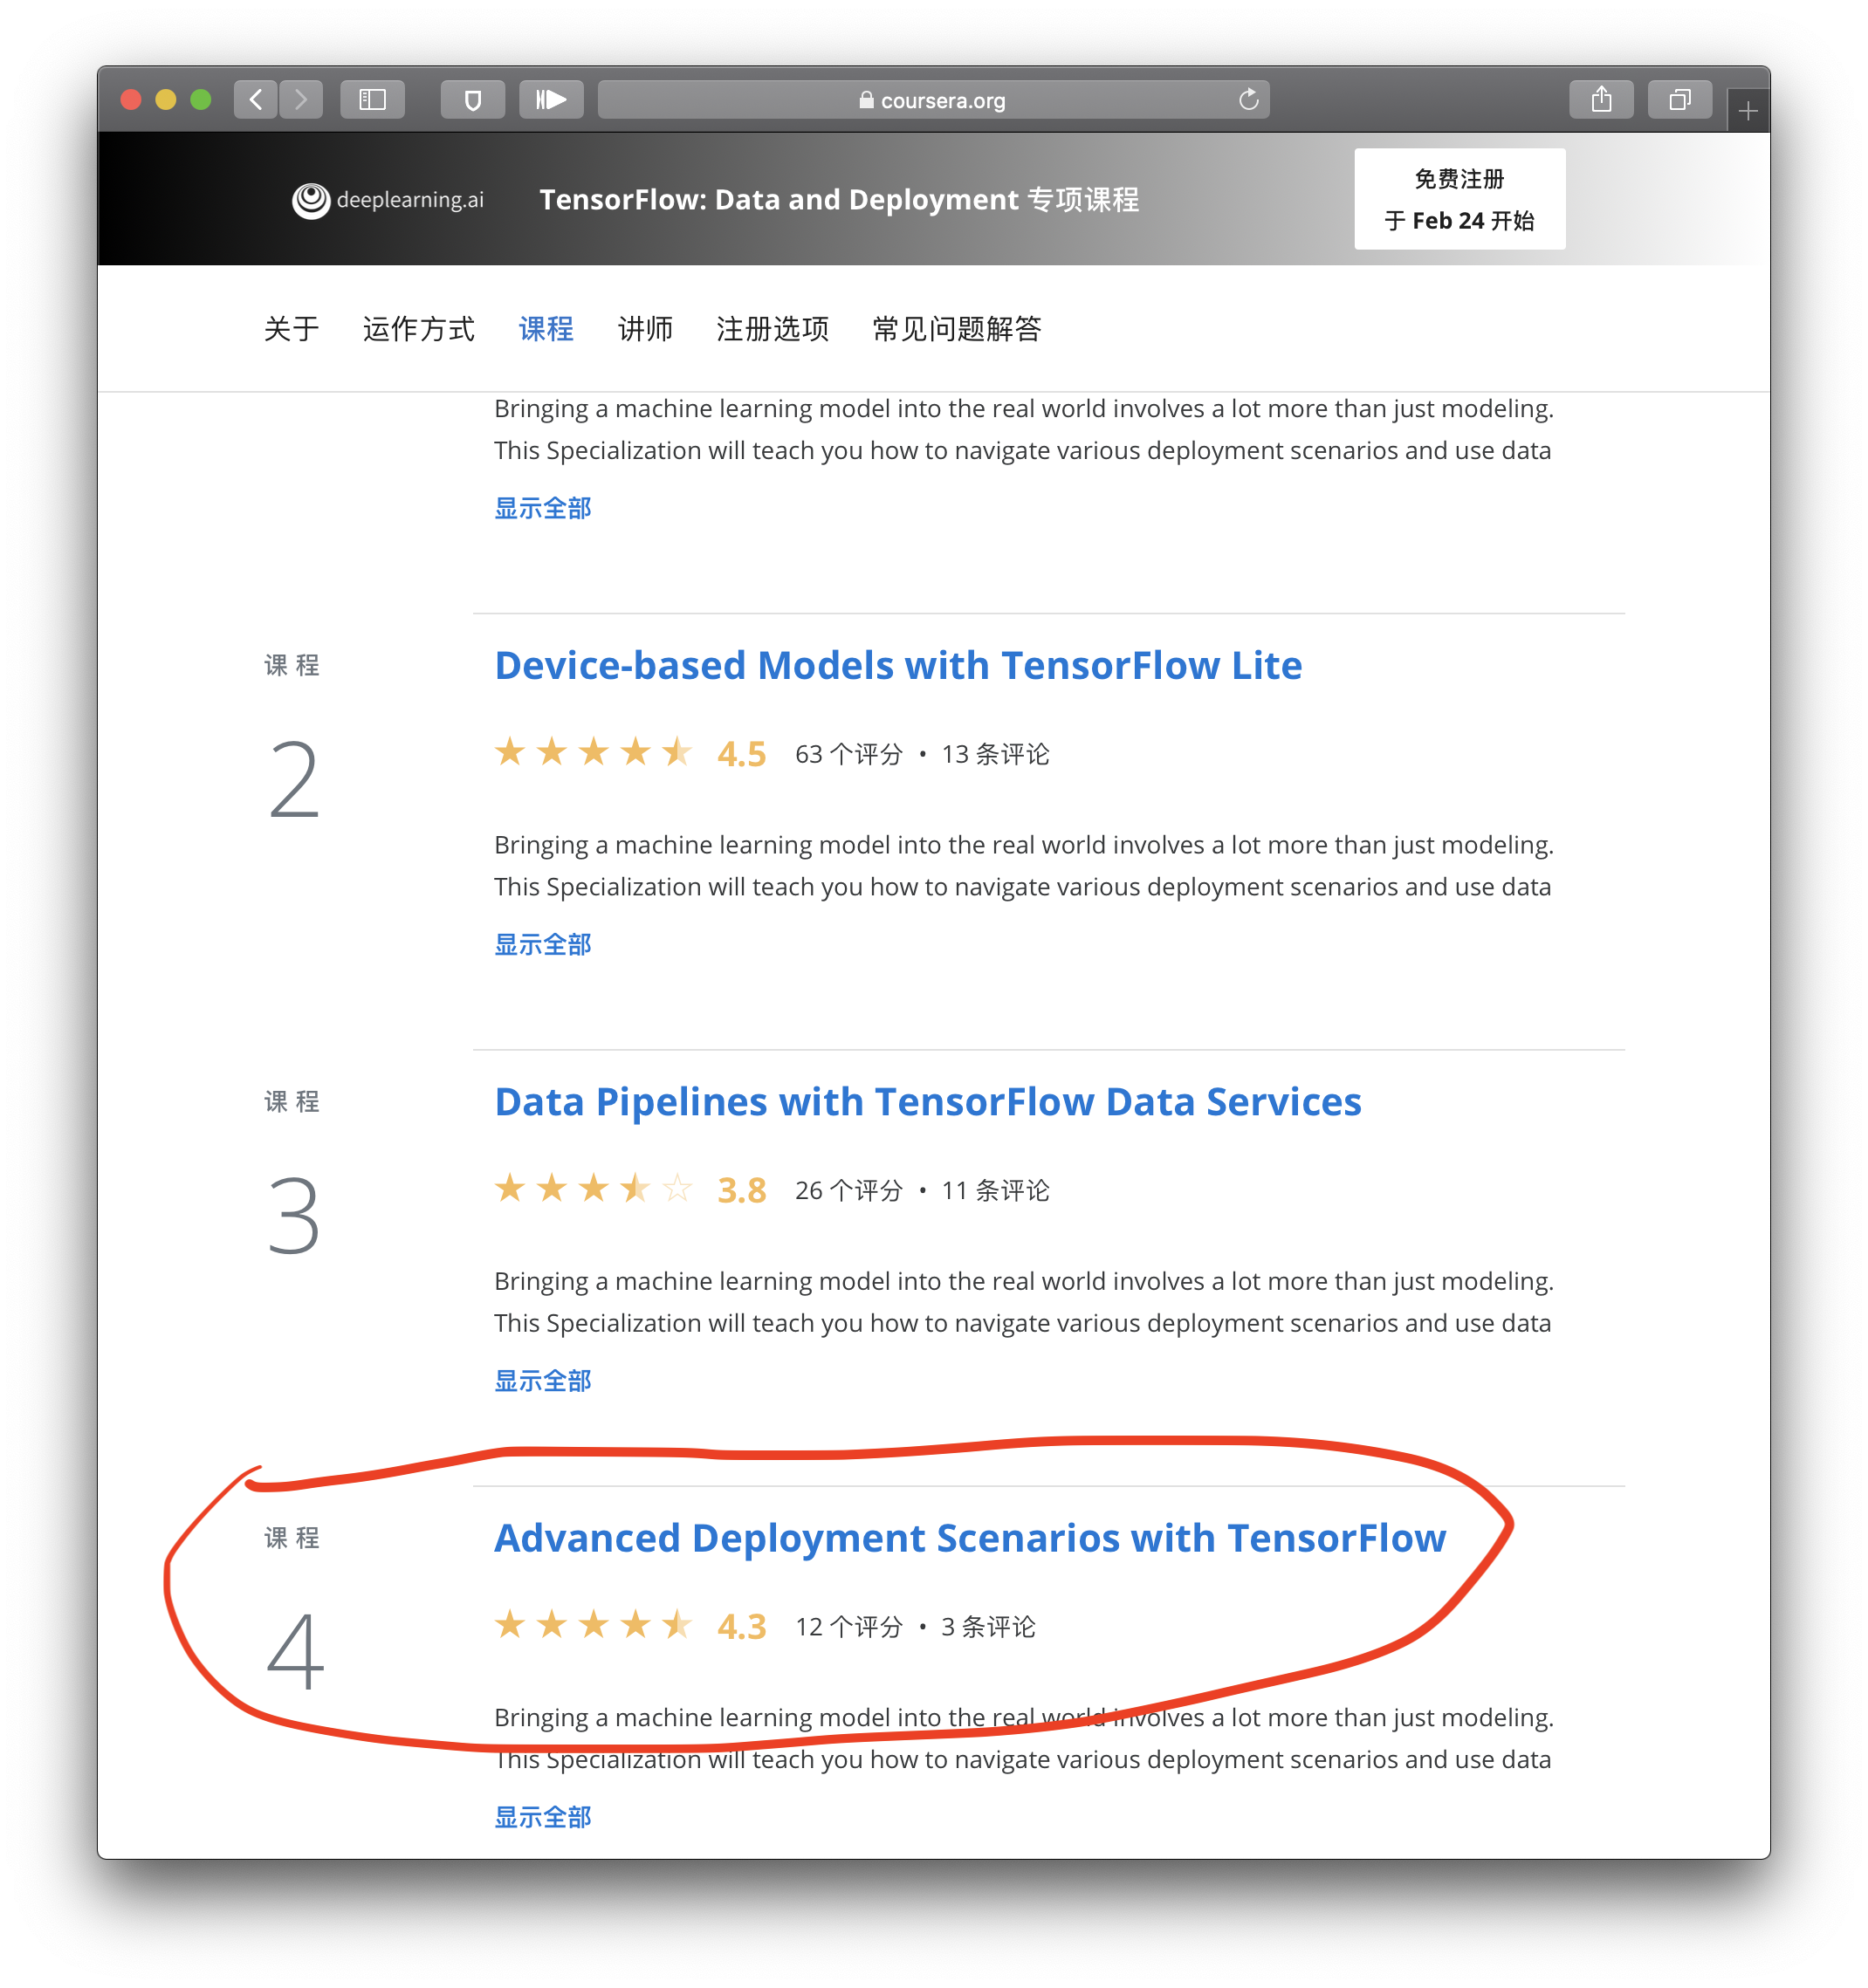 coursera.org
deeplearning.ai
TensorFlow: Data and Deployment 专项课程
免费注册
于 Feb 24 开始
关于 运作方式 课程 讲师 注册选项 常见问题解答
Bringing a machine learning model into the real world involves a lot more than just modeling.
This Specialization will teach you how to navigate various deployment scenarios and use data
显示全部
课程
2
Device-based Models with TensorFlow Lite
4.5 63 个评分 • 13 条评论
Bringing a machine learning model into the real world involves a lot more than just modeling.
This Specialization will teach you how to navigate various deployment scenarios and use data
显示全部
课程
3
Data Pipelines with TensorFlow Data Services
3.8 26 个评分 • 11 条评论
Bringing a machine learning model into the real world involves a lot more than just modeling.
This Specialization will teach you how to navigate various deployment scenarios and use data
显示全部
课程
4
Advanced Deployment Scenarios with TensorFlow
4.3 12 个评分 • 3 条评论
Bringing a machine learning model into the real world involves a lot more than just modeling.
This Specialization will teach you how to navigate various deployment scenarios and use data
显示全部